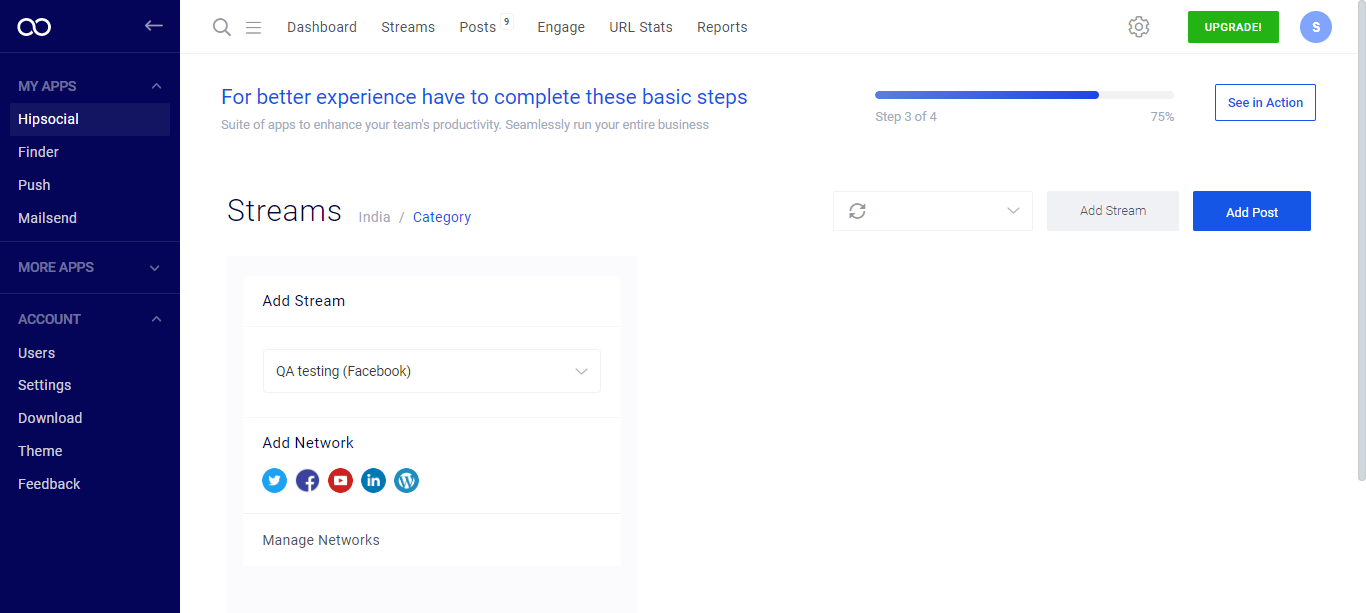 Dashboard Streams Posts 9 Engage URL Stats Reports UPGRADE! S
MY APPS
Hipsocial
Finder
Push
Mailsend
MORE APPS
ACCOUNT
Users
Settings
Download
Theme
Feedback
For better experience have to complete these basic steps
Suite of apps to enhance your team's productivity. Seamlessly run your entire business
Step 3 of 4 75%
See in Action
Streams India / Category
Add Stream Add Post
Add Stream
QA testing (Facebook)
Add Network
in
Manage Networks